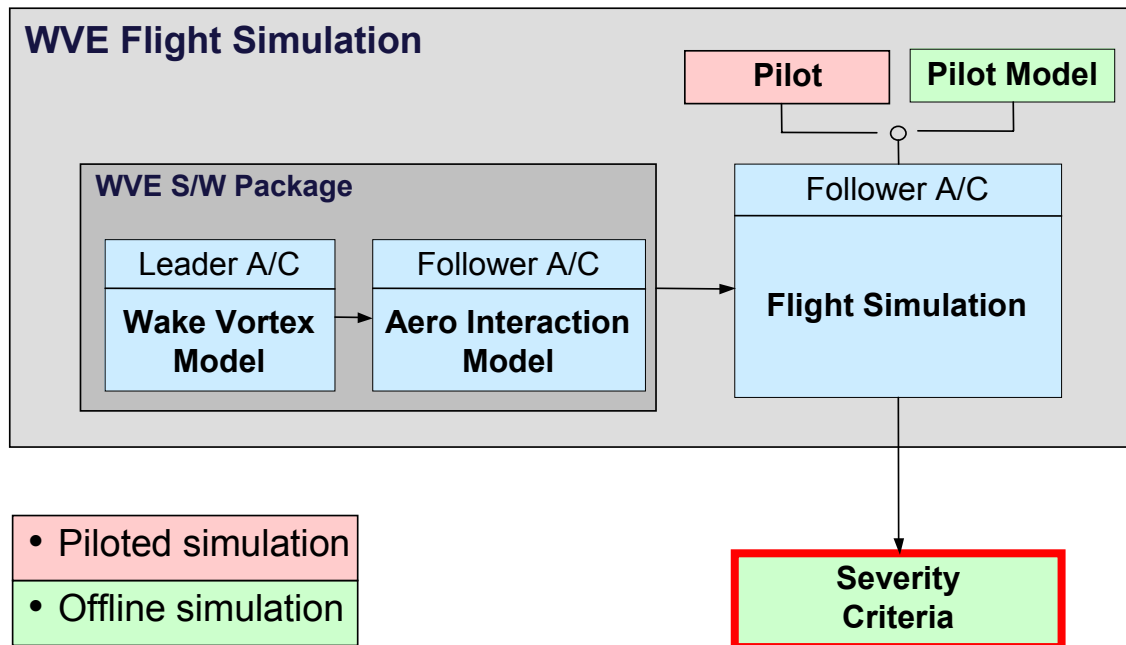 WVE Flight Simulation
Pilot
Pilot Model
WVE S/W Package
Leader A/C
Wake Vortex
Model
Follower A/C
Aero Interaction
Model
Follower A/C
Flight Simulation
• Piloted simulation
• Offline simulation
Severity
Criteria